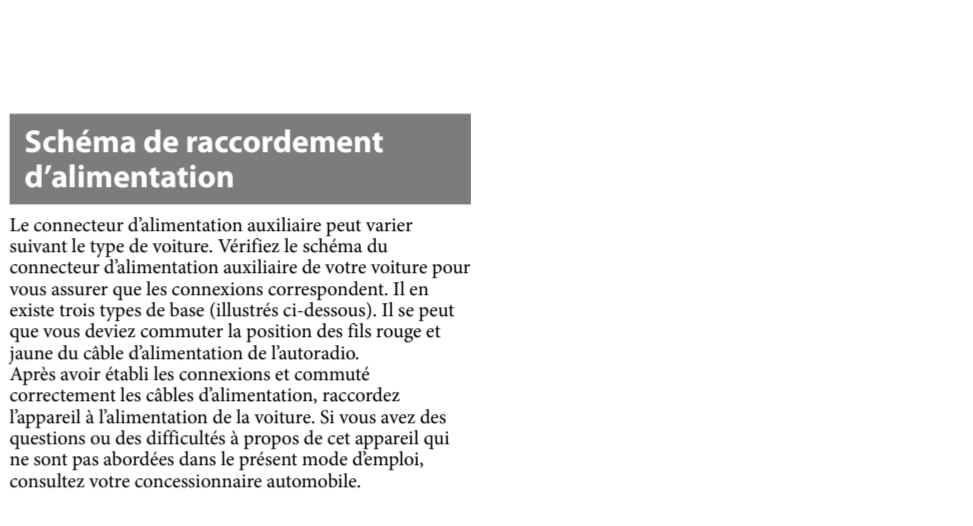 Schéma de raccordement
d’alimentation
Le connecteur d’alimentation auxiliaire peut varier
suivant le type de voiture. Vérifiez le schéma du
connecteur d’alimentation auxiliaire de votre voiture pour
vous assurer que les connexions correspondent. Il en
existe trois types de base (illustrés ci-dessous). Il se peut
que vous deviez commuter la position des fils rouge et
jaune du câble d’alimentation de l’autoradio.
Après avoir établi les connexions et commuté
correctement les câbles d’alimentation, raccordez
l’appareil à l’alimentation de la voiture. Si vous avez des
questions ou des difficultés à propos de cet appareil qui
ne sont pas abordées dans le présent mode d’emploi,
consultez votre concessionnaire automobile.